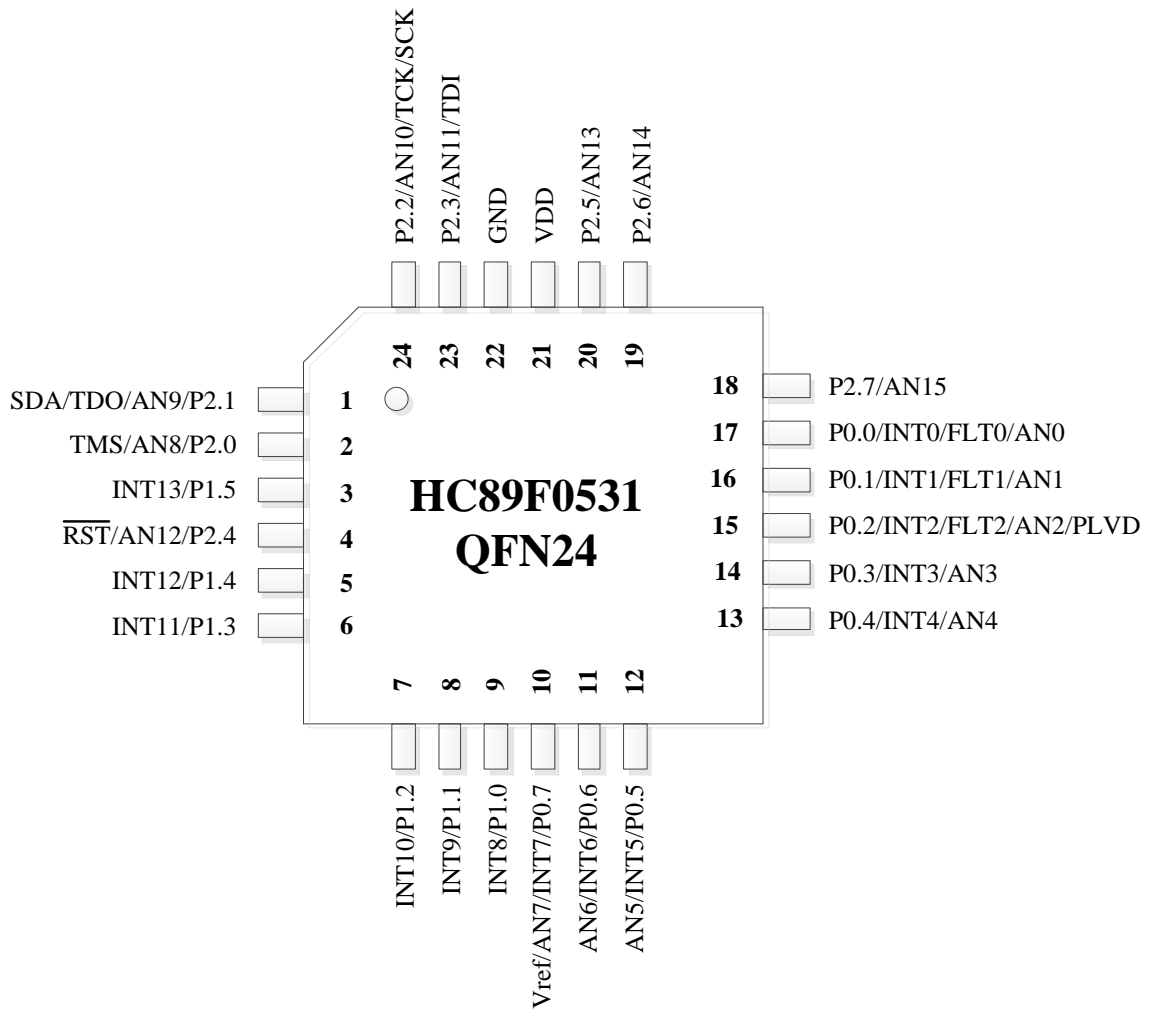 P2.2/AN10/TCK/SCK
P2.3/AN11/TDI
GND
VDD
P2.5/AN13
P2.6/AN14
24
23
22
21
20
19
SDA/TDO/AN9/P2.1
1
TMS/AN8/P2.0
2
INT13/P1.5
3
RST/AN12/P2.4
4
INT12/P1.4
5
INT11/P1.3
6
HC89F0531
QFN24
18
P2.7/AN15
17
P0.0/INT0/FLT0/AN0
16
P0.1/INT1/FLT1/AN1
15
P0.2/INT2/FLT2/AN2/PLVD
14
P0.3/INT3/AN3
13
P0.4/INT4/AN4
7
8
9
10
11
12
INT10/P1.2
INT9/P1.1
INT8/P1.0
Vref/AN7/INT7/P0.7
AN6/INT6/P0.6
AN5/INT5/P0.5